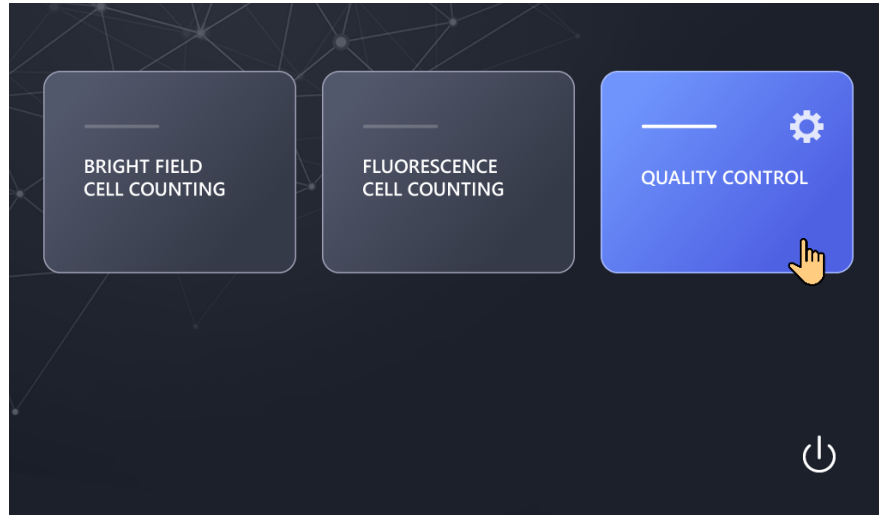 BRIGHT FIELD
CELL COUNTING
FLUORESCENCE
CELL COUNTING
QUALITY CONTROL